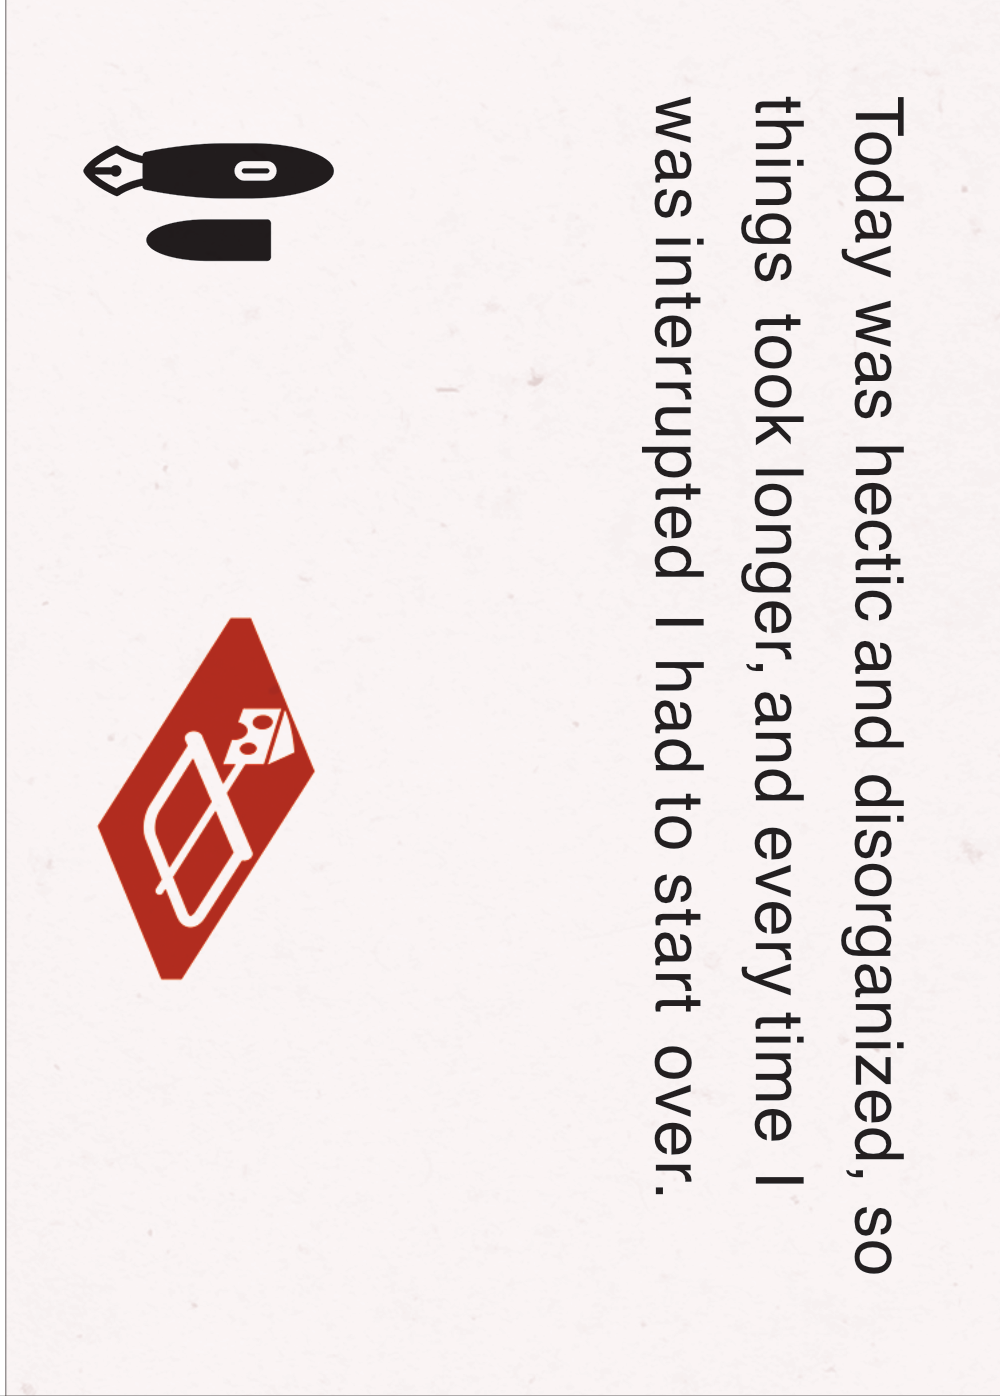 Today was hectic and disorganized, so
things took longer, and every time I
was interrupted I had to start over.